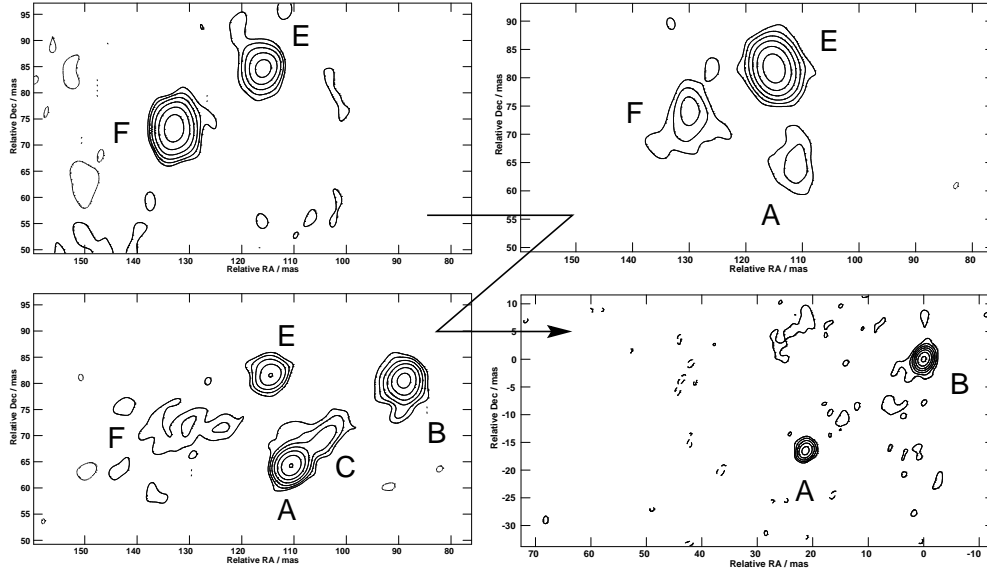 Relative Dec / mas
95
90
85
80
75
70
65
60
55
50
E
F
150 140 130 120 110 100 90 80
Relative RA / mas
Relative Dec / mas
90
85
80
75
70
65
60
55
50
E
F
A
150 140 130 120 110 100 90 80
Relative RA / mas
Relative Dec / mas
95
90
85
80
75
70
65
60
55
50
E
F
B
C
A
150 140 130 120 110 100 90 80
Relative RA / mas
Relative Dec / mas
10
5
0
-5
-10
-15
-20
-25
-30
B
A
70 60 50 40 30 20 10 0 -10
Relative RA / mas